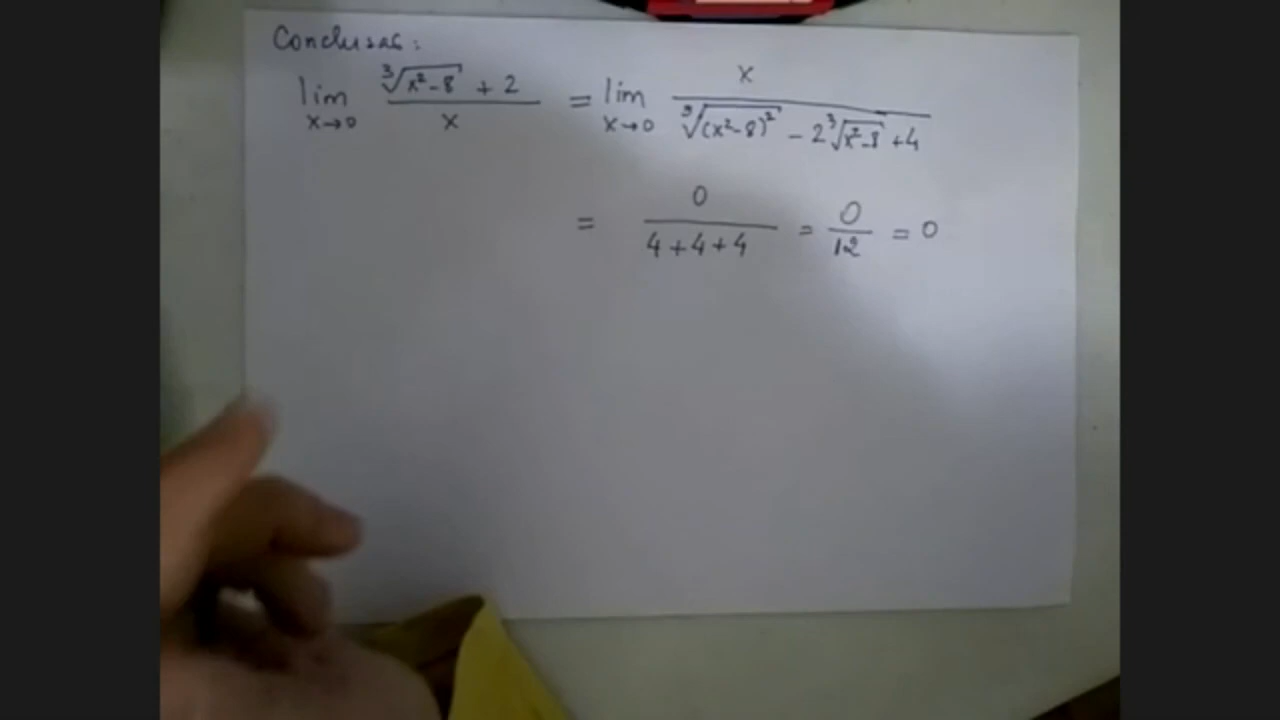 Conclusão:
lim x→0 (∛(x²-8) + 2)/x = lim x→0 x/(∛((x²-8)²) - 2∛(x²-8) + 4)
= 0/(4+4+4) = 0/12 = 0